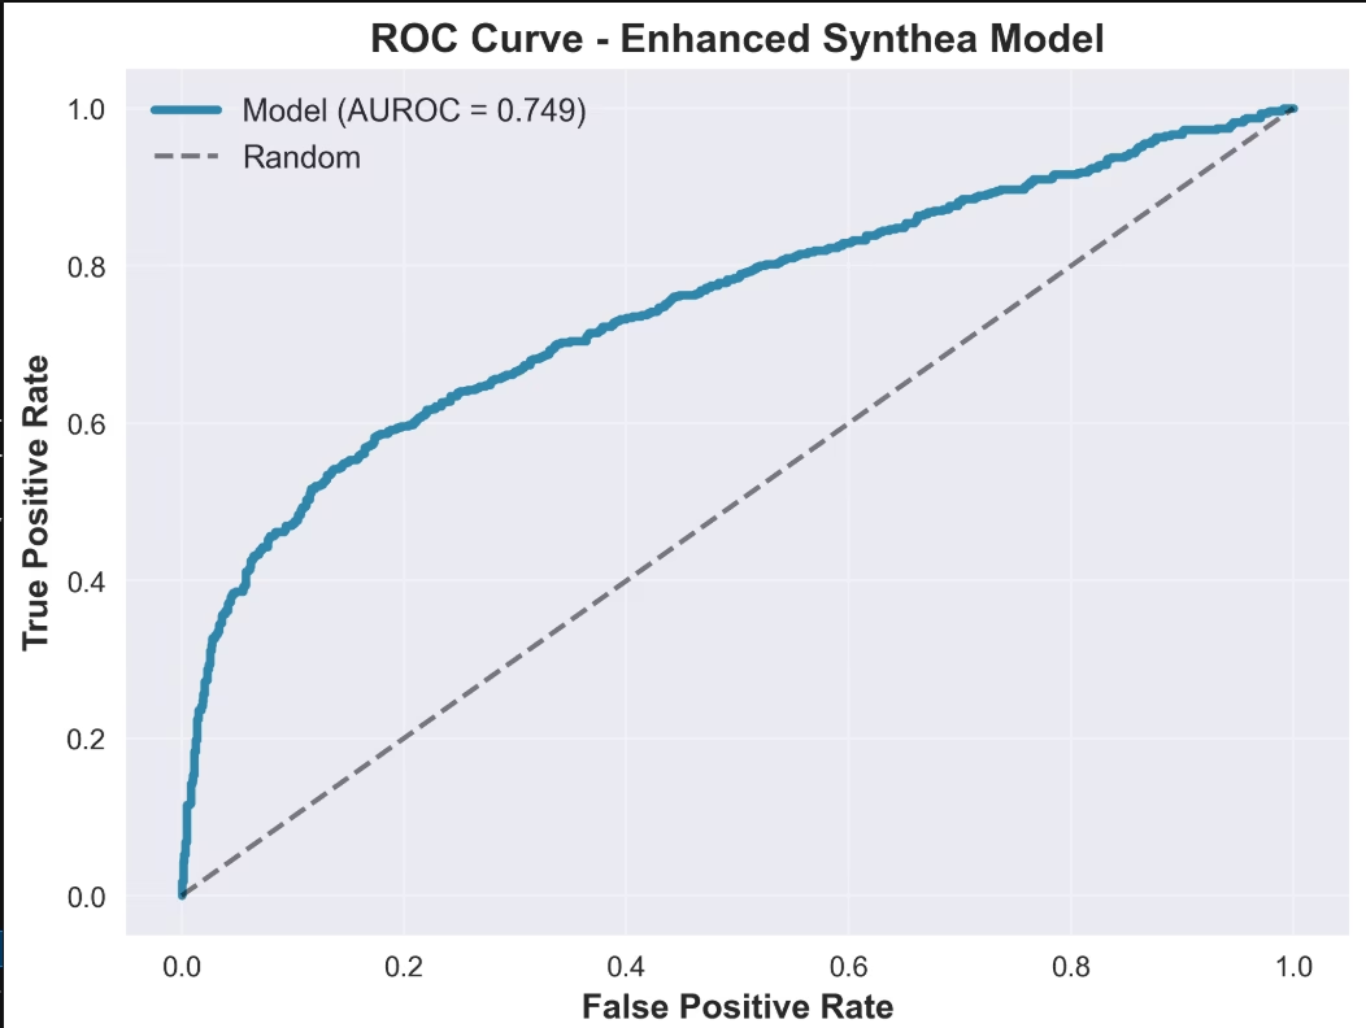 ROC Curve - Enhanced Synthea Model
Model (AUROC = 0.749)
Random
True Positive Rate
1.0
0.8
0.6
0.4
0.2
0.0
0.0 0.2 0.4 0.6 0.8 1.0
False Positive Rate